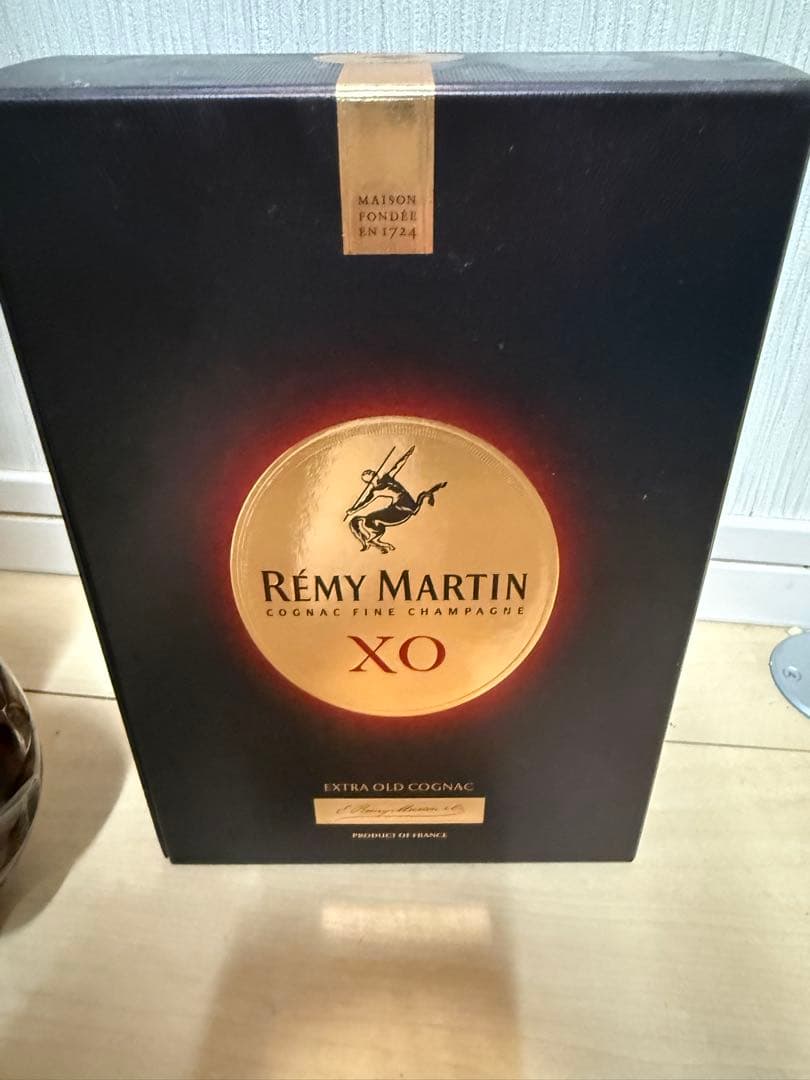 MAISON
FONDÉE
EN 1724
RÉMY MARTIN
COGNAC FINE CHAMPAGNE
XO
EXTRA OLD COGNAC
PRODUCT OF FRANCE